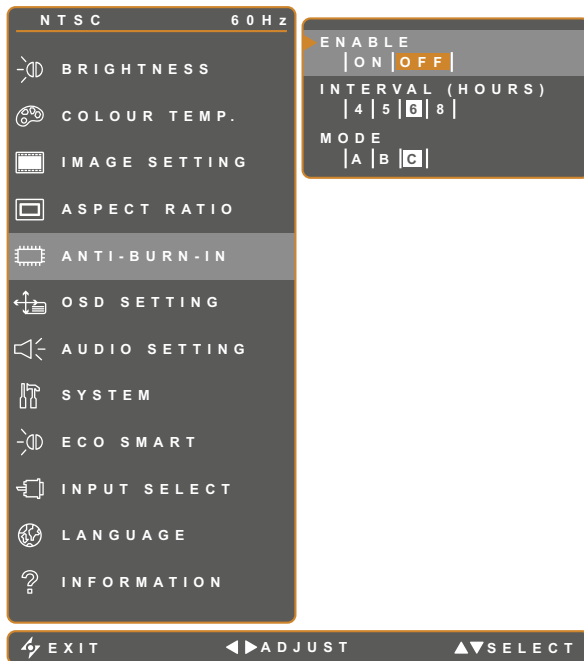 NTSC 60Hz
BRIGHTNESS
COLOUR TEMP.
IMAGE SETTING
ASPECT RATIO
ANTI-BURN-IN
OSD SETTING
AUDIO SETTING
SYSTEM
ECO SMART
INPUT SELECT
LANGUAGE
INFORMATION
ENABLE
ON OFF
INTERVAL (HOURS)
4 5 6 8
MODE
A B C
EXIT ADJUST SELECT